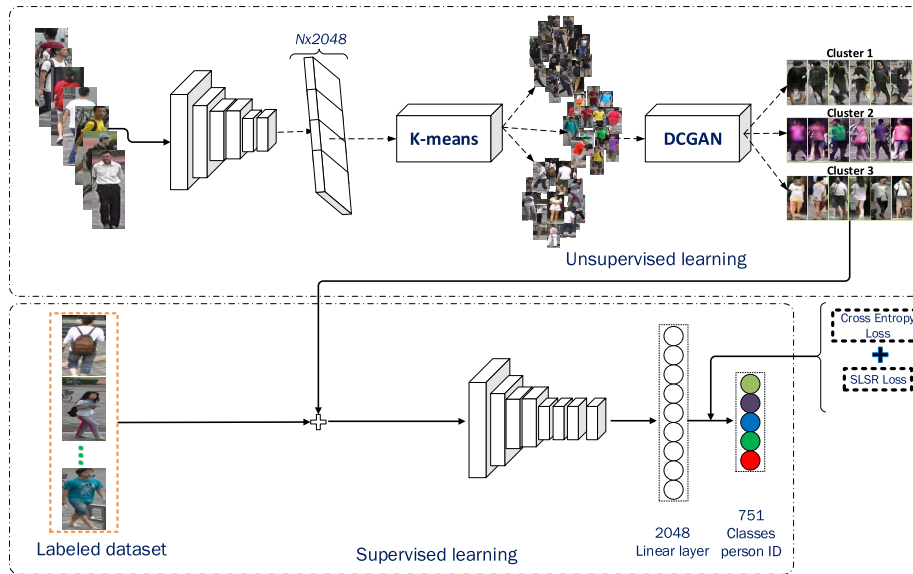 Nx2048
K-means
DCGAN
Cluster 1
Cluster 2
Cluster 3
Unsupervised learning
Cross Entropy
Loss
SLSR Loss
Labeled dataset
Supervised learning
2048
Linear layer
751
Classes
person ID